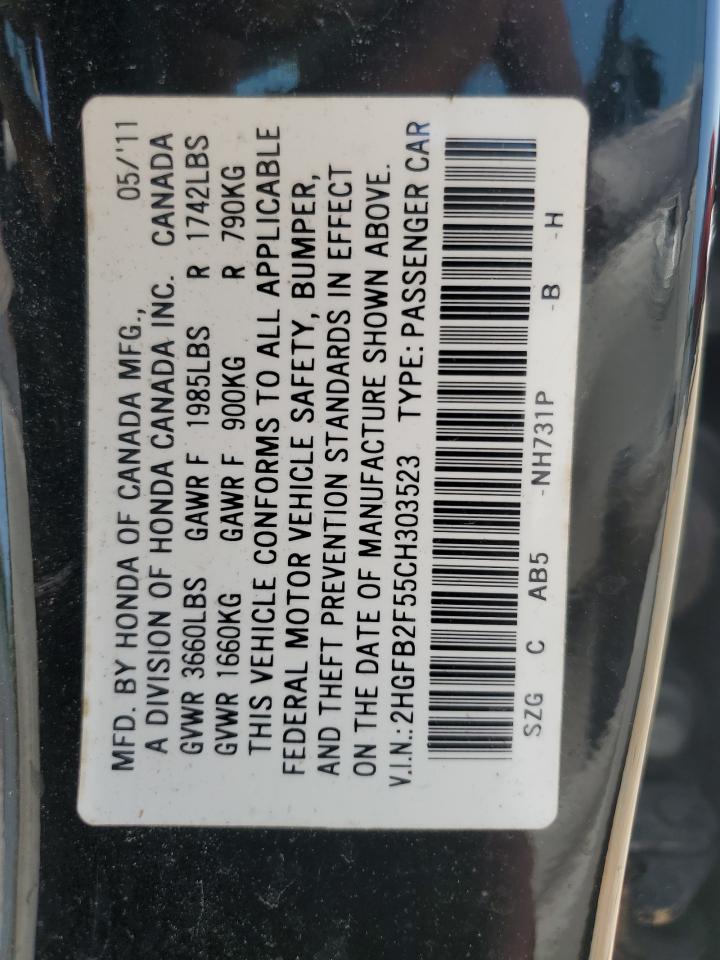 MFD. BY HONDA OF CANADA MFG., 05/'11
A DIVISION OF HONDA CANADA INC. CANADA
GVWR 3660LBS GAWR F 1985LBS R 1742LBS
GVWR 1660KG GAWR F 900KG R 790KG
THIS VEHICLE CONFORMS TO ALL APPLICABLE
FEDERAL MOTOR VEHICLE SAFETY, BUMPER,
AND THEFT PREVENTION STANDARDS IN EFFECT
ON THE DATE OF MANUFACTURE SHOWN ABOVE.
V.I.N.: 2HGFB2F55CH303523 TYPE: PASSENGER CAR
SZG C AB5 -NH731P -B -H